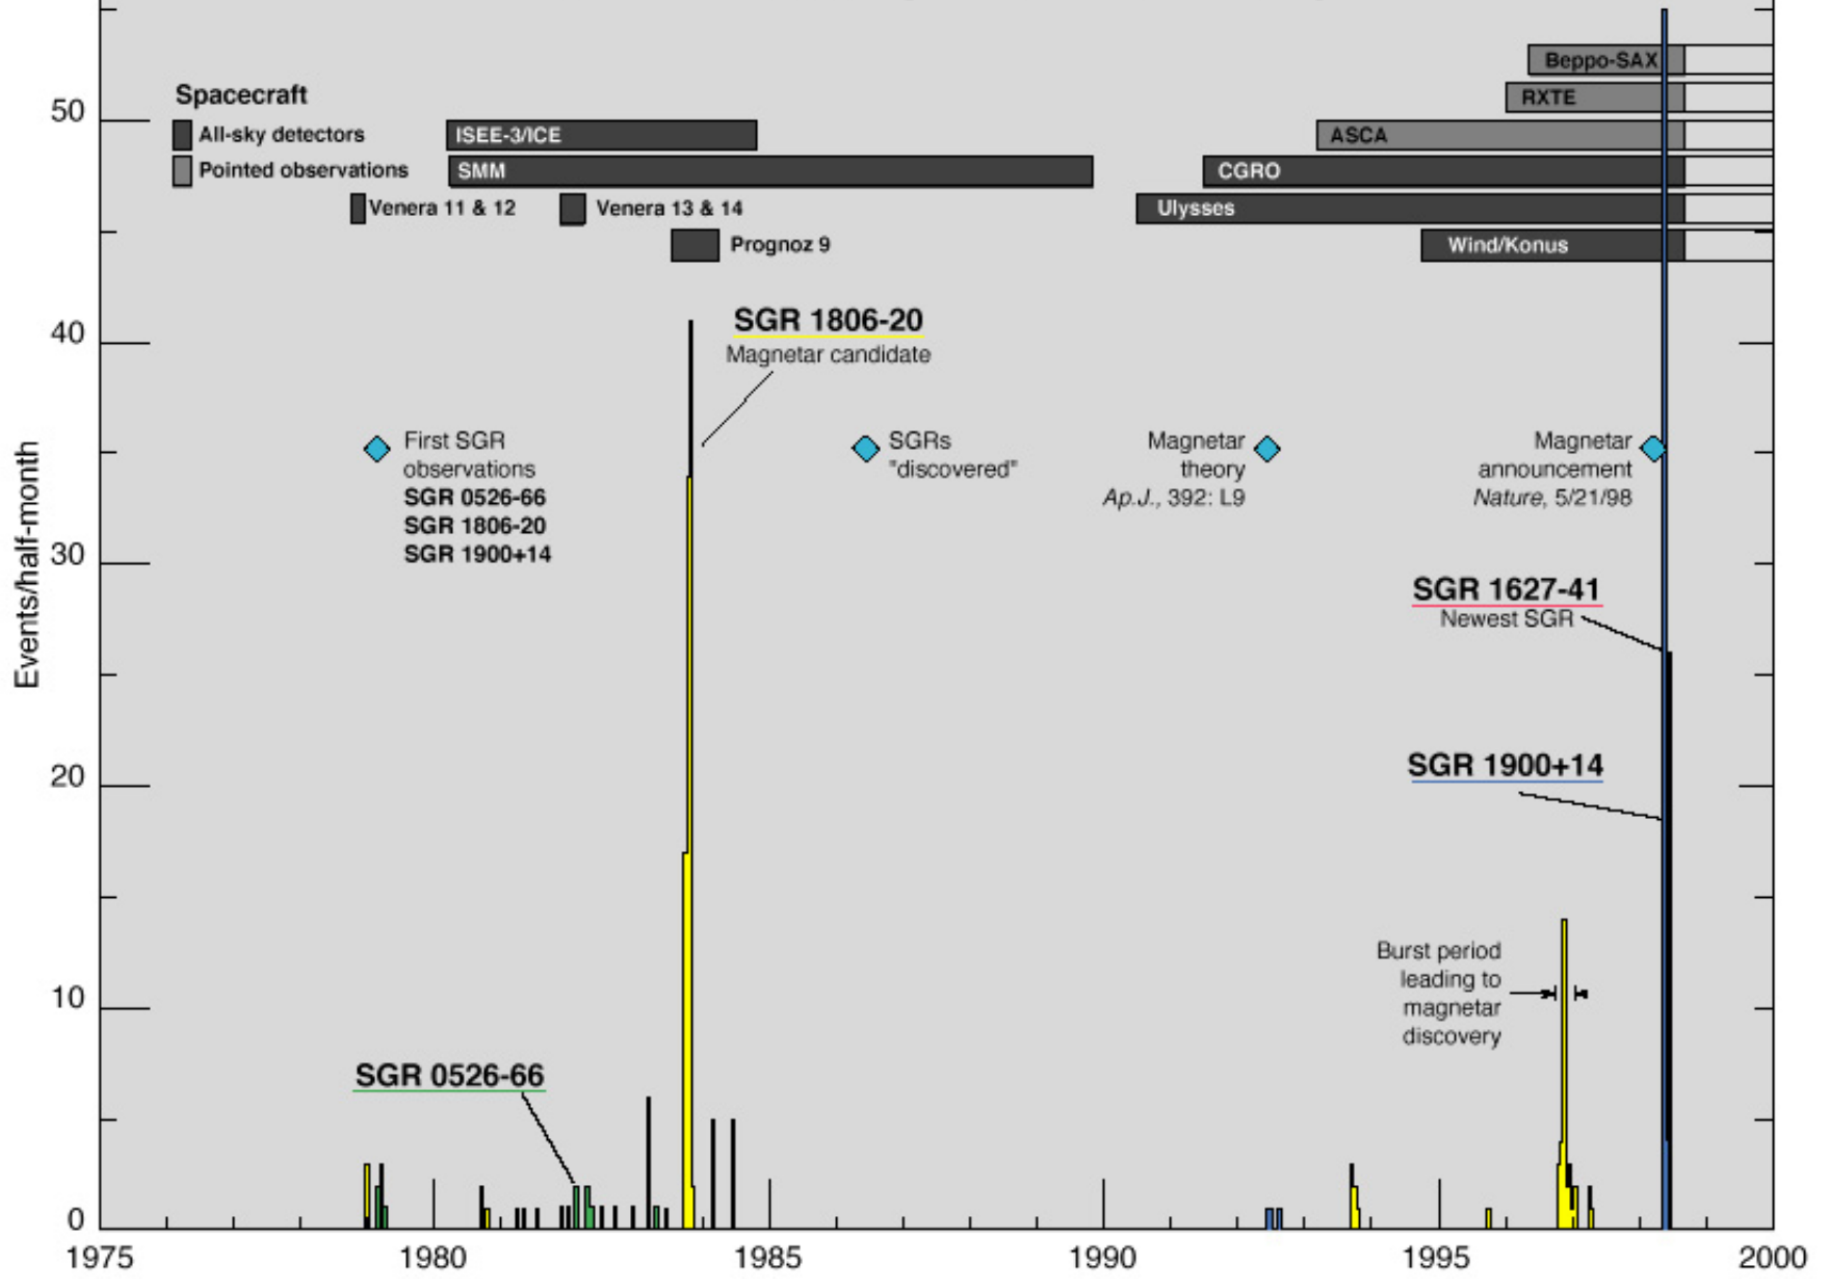 Beppo-SAX
RXTE
Spacecraft
All-sky detectors
Pointed observations
ISEE-3/ICE
SMM
ASCA
CGRO
Venera 11 & 12
Venera 13 & 14
Ulysses
Prognoz 9
Wind/Konus
SGR 1806-20
Magnetar candidate
First SGR
observations
SGR 0526-66
SGR 1806-20
SGR 1900+14
SGRs
"discovered"
Magnetar
theory
Ap.J., 392: L9
Magnetar
announcement
Nature, 5/21/98
SGR 1627-41
Newest SGR
SGR 1900+14
Burst period
leading to
magnetar
discovery
SGR 0526-66
Events/half-month
50
40
30
20
10
0
1975 1980 1985 1990 1995 2000